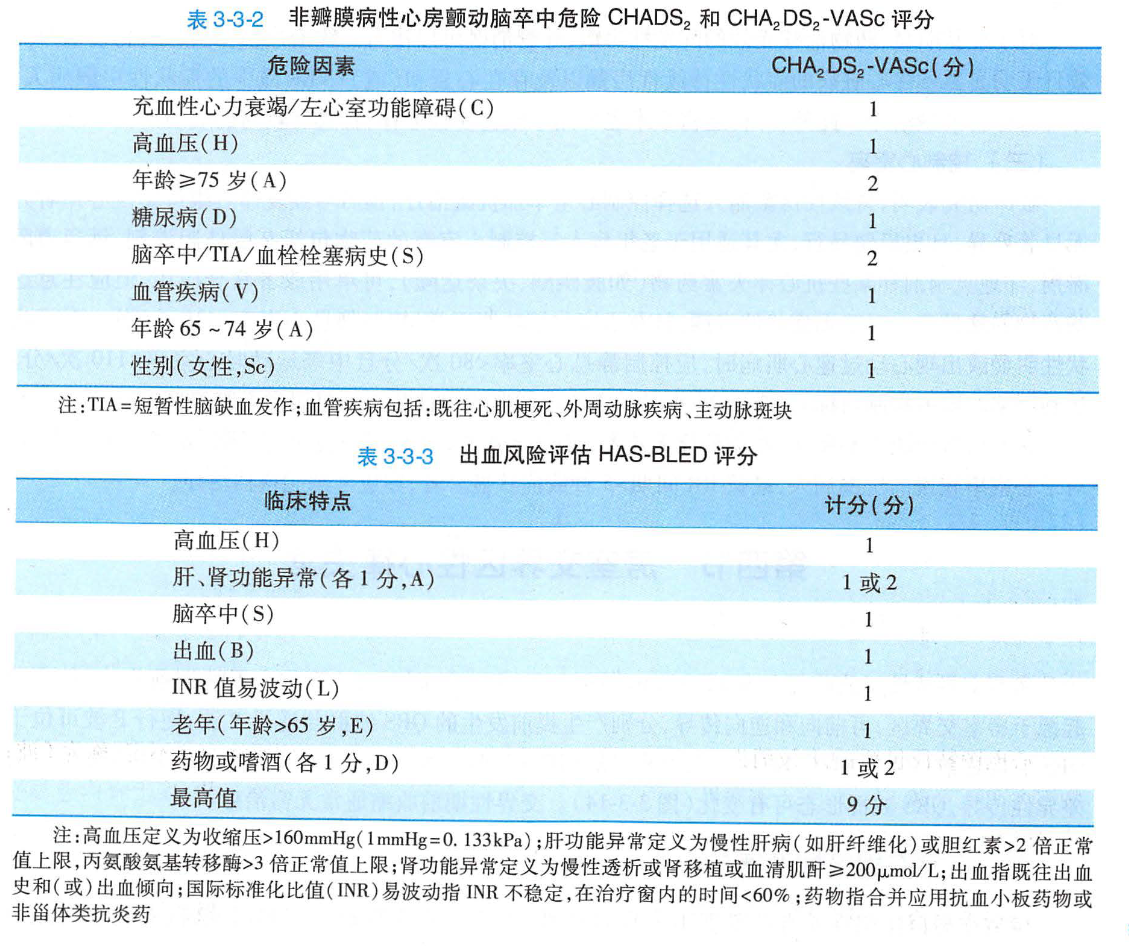 表 3-3-2 非瓣膜病性心房颤动脑卒中危险 CHADS₂ 和 CHA₂DS₂-VASc 评分
危险因素 CHA₂DS₂-VASc(分)
充血性心力衰竭/左心室功能障碍(C) 1
高血压(H) 1
年龄≥75 岁(A) 2
糖尿病(D) 1
脑卒中/TIA/血栓栓塞病史(S) 2
血管疾病(V) 1
年龄 65 ~74 岁(A) 1
性别(女性,Sc) 1
注:TIA=短暂性脑缺血发作;血管疾病包括:既往心肌梗死、外周动脉疾病、主动脉斑块
表 3-3-3 出血风险评估 HAS-BLED 评分
临床特点 计分(分)
高血压(H) 1
肝、肾功能异常(各 1 分,A) 1 或 2
脑卒中(S) 1
出血(B) 1
INR 值易波动(L) 1
老年(年龄>65 岁,E) 1
药物或嗜酒(各 1 分,D) 1 或 2
最高值 9 分
注:高血压定义为收缩压>160mmHg(1mmHg=0.133kPa);肝功能异常定义为慢性肝病(如肝纤维化)或胆红素>2 倍正常
值上限,丙氨酸氨基转移酶>3 倍正常值上限;肾功能异常定义为慢性透析或肾移植或血清肌酐≥200μmol/L;出血指既往出血
史和(或)出血倾向;国际标准化比值(INR)易波动指 INR 不稳定,在治疗窗内的时间<60%;药物指合并应用抗血小板药物或
非甾体类抗炎药